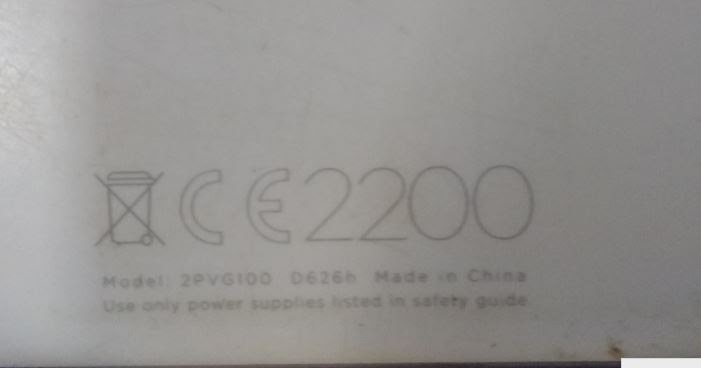 CE2200
Model: 2PVG100 D626h Made in China
Use only power supplies listed in safety guide